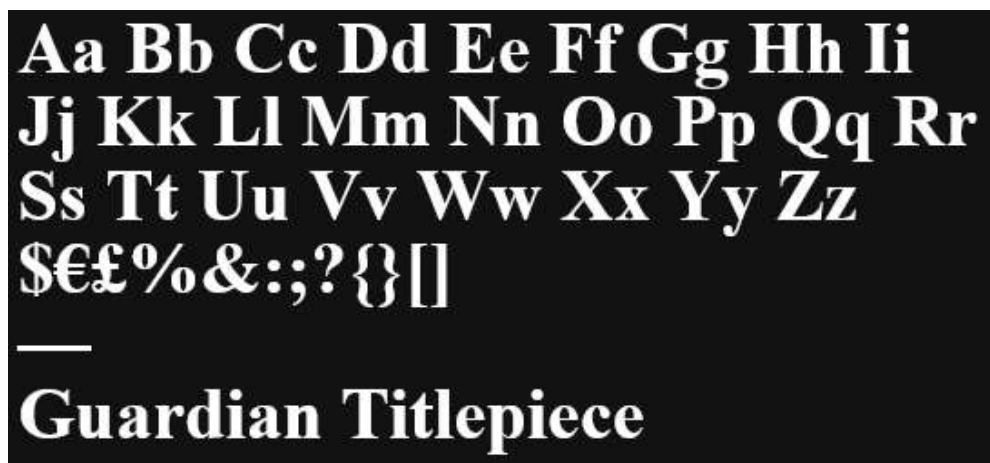 Aa Bb Cc Dd Ee Ff Gg Hh Ii
Jj Kk Ll Mm Nn Oo Pp Qq Rr
Ss Tt Uu Vv Ww Xx Yy Zz
$€£%&:;?{}[]
—
Guardian Titlepiece